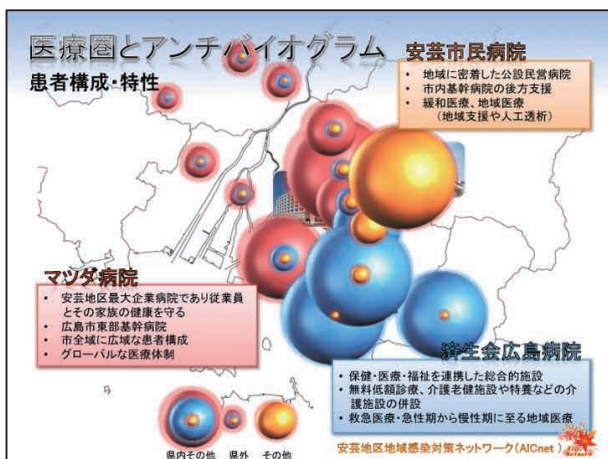 医療圏とアンチバイオグラム
患者構成・特性
安芸市民病院
• 地域に密着した公設民営病院
• 市内基幹病院の後方支援
• 緩和医療、地域医療
（地域支援や人工透析）
マツダ病院
• 安芸地区最大企業病院であり従業員
とその家族の健康を守る
• 広島市東部基幹病院
• 市全域に広域な患者構成
• グローバルな医療体制
済生会広島病院
• 保健・医療・福祉を連携した総合的施設
• 無料低額診療、介護老健施設や特養などの介
護施設の併設
• 救急医療・急性期から慢性期に至る地域医療
県内その他 県外 その他
安芸地区地域感染対策ネットワーク（AICnet ）